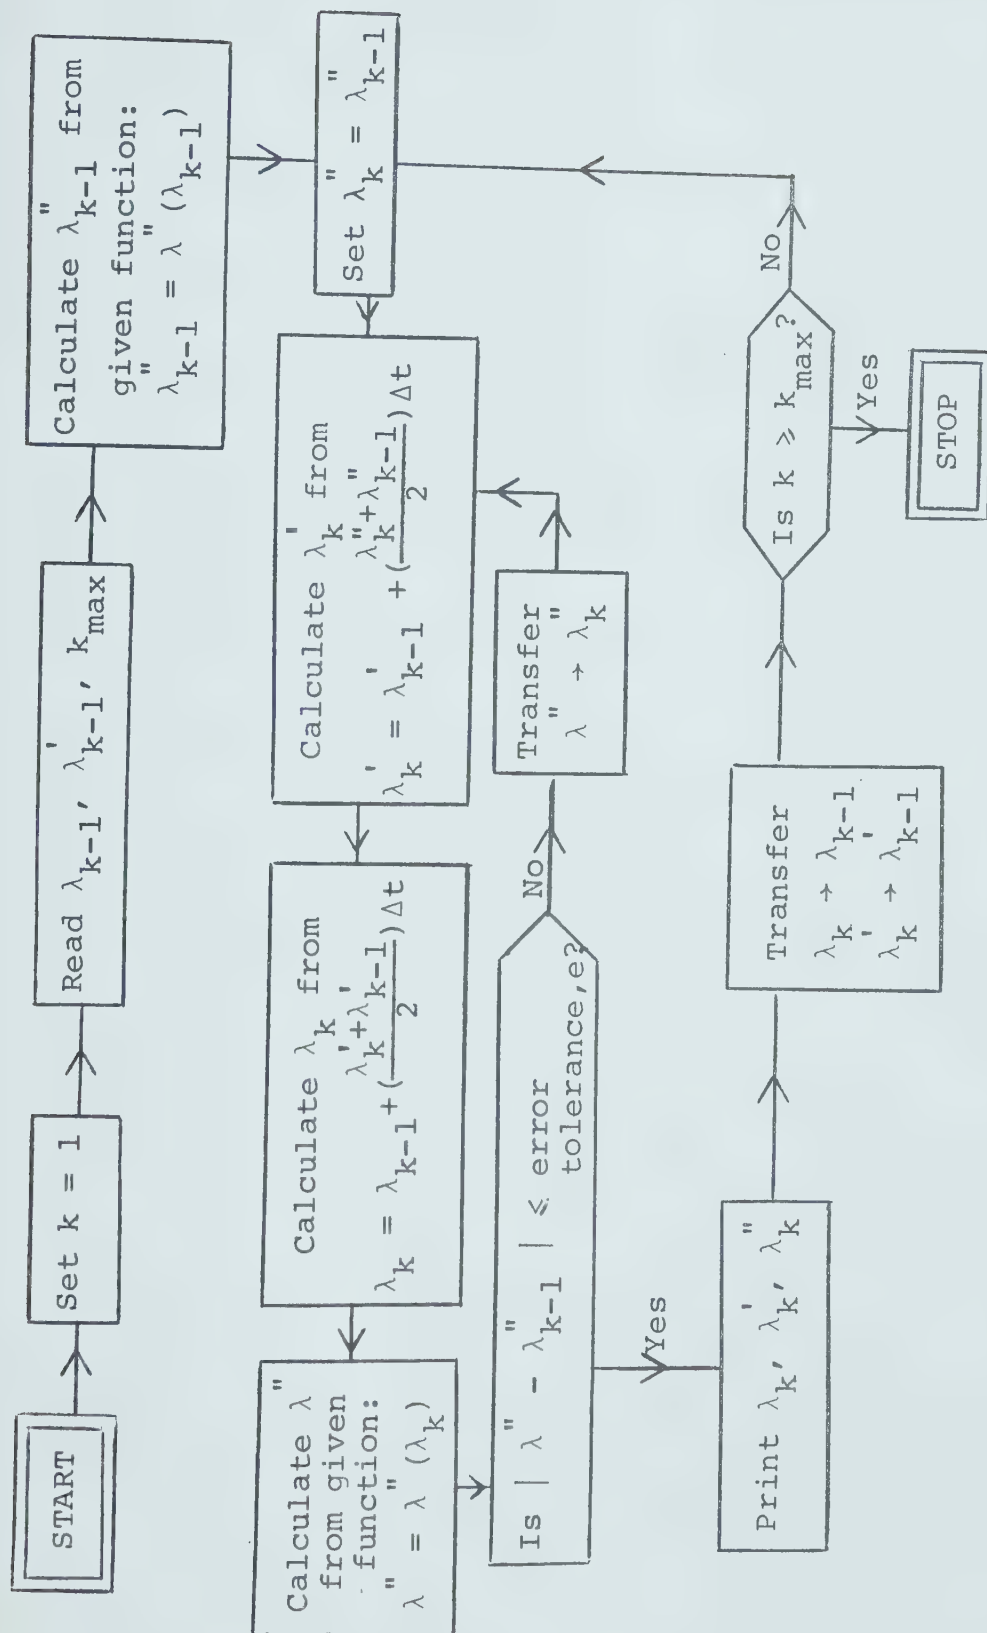 START
Set k = 1
Read λk-1, λ'k-1, kmax
Calculate λ"k-1 from
given function:
λ"k-1 = λ" (λk-1)
Set λ"k = λ"k-1
Calculate λ'k from
λ'k = λ'k-1 + (λ"k+λ"k-1/2)Δt
Calculate λk from
λk = λk-1+(λ'k+λ'k-1/2)Δt
Calculate λ"
from given
function:
λ" = λ" (λk)
Is | λ" - λ"k-1 | ⩽ error
tolerance,e?
No
Transfer
λ" → λ"k
Yes
Print λk, λ'k, λ"k
Transfer
λk → λk-1
λ'k → λ'k-1
Is k ⩾ kmax?
No
Yes
STOP